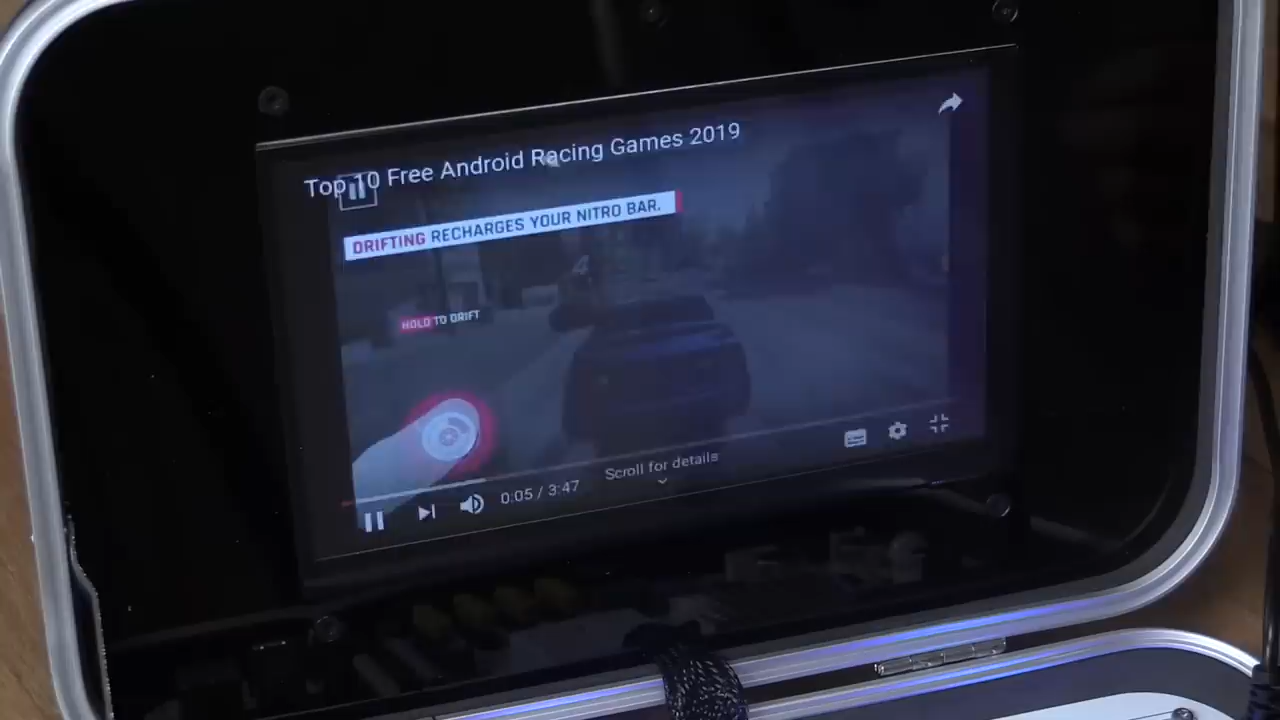 Top 10 Free Android Racing Games 2019
DRIFTING RECHARGES YOUR NITRO BAR.
HOLD TO DRIFT
Scroll for details
0:05 / 3:47